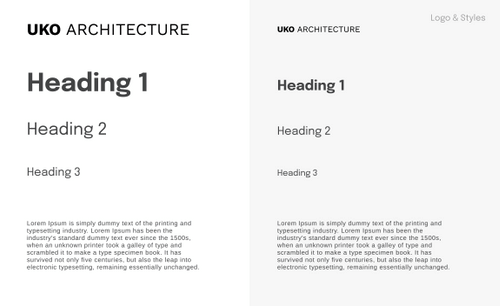 UKO ARCHITECTURE
Heading 1
Heading 2
Heading 3
Lorem Ipsum is simply dummy text of the printing and
typesetting industry. Lorem Ipsum has been the
industry's standard dummy text ever since the 1500s,
when an unknown printer took a galley of type and
scrambled it to make a type specimen book. It has
survived not only five centuries, but also the leap into
electronic typesetting, remaining essentially unchanged.
Logo & Styles
UKO ARCHITECTURE
Heading 1
Heading 2
Heading 3
Lorem Ipsum is simply dummy text of the printing and
typesetting industry. Lorem Ipsum has been the
industry's standard dummy text ever since the 1500s,
when an unknown printer took a galley of type and
scrambled it to make a type specimen book. It has
survived not only five centuries, but also the leap into
electronic typesetting, remaining essentially unchanged.